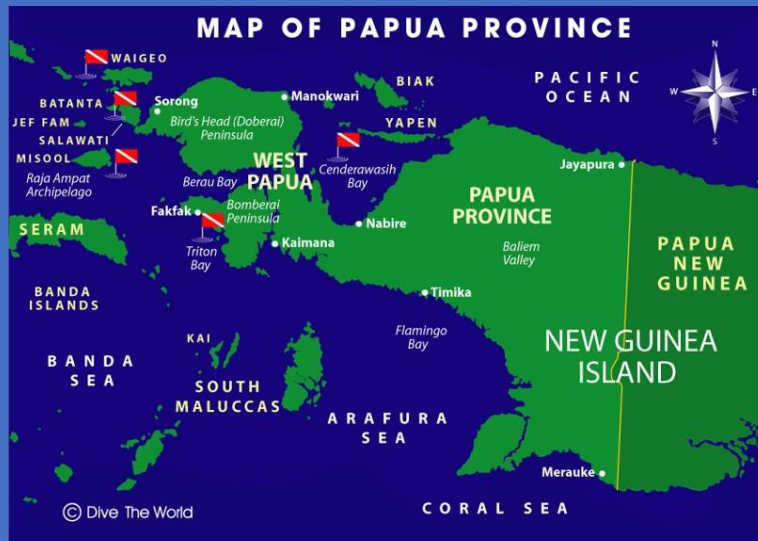 MAP OF PAPUA PROVINCE
WAIGEO
N
W
E
S
PACIFIC
OCEAN
BIAK
BATANTA
Sorong
Manokwari
JEF FAM
Bird's Head (Doberai)
Peninsula
YAPEN
SALAWATI
MISOOL
WEST
PAPUA
Cenderawasih
Bay
Jayapura
Raja Ampat
Archipelago
Berau Bay
PAPUA
PROVINCE
Fakfak
Bomberai
Peninsula
Nabire
SERAM
Kaimana
Triton
Bay
Baliem
Valley
PAPUA
NEW
GUINEA
BANDA
ISLANDS
Timika
Flamingo
Bay
NEW GUINEA
ISLAND
KAI
BANDA
SEA
SOUTH
MALUCCAS
ARAFURA
SEA
Merauke
© Dive The World
CORAL SEA